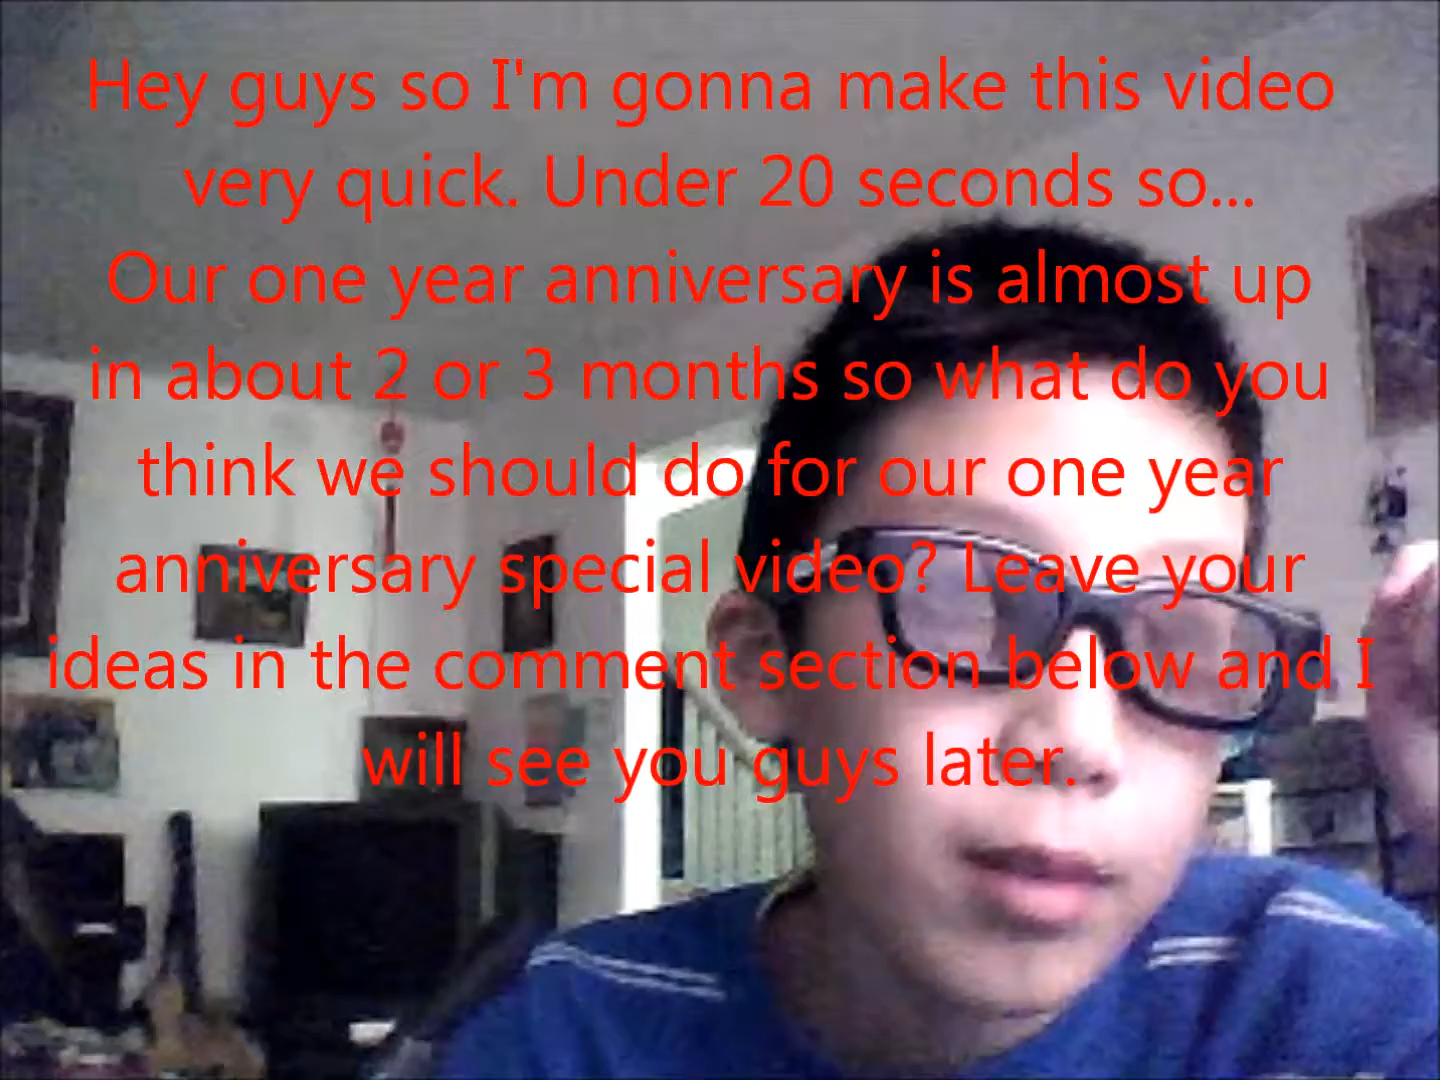 Hey guys so I'm gonna make this video
very quick. Under 20 seconds so...
Our one year anniversary is almost up
in about 2 or 3 months so what do you
think we should do for our one year
anniversary special video? Leave your
ideas in the comment section below and I
will see you guys later.